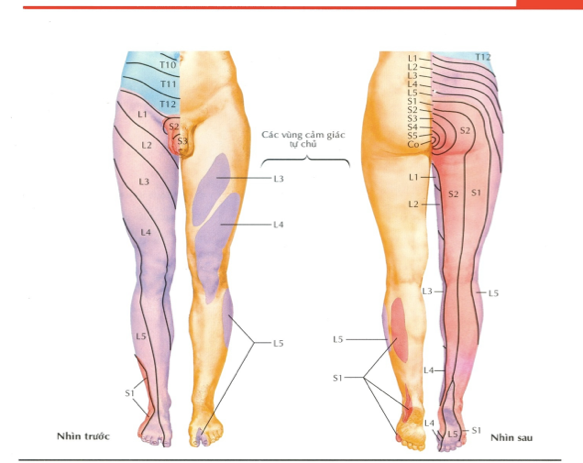 T10
T11
T12
L1
S2
S3
L2
L3
L4
L5
S1
Nhìn trước
Các vùng cảm giác
tự chủ
L3
L4
L5
L1
L2
L3
L4
L5
S1
S2
S3
S4
S5
Co
T12
S2
L1
L2
S2
S1
L3
L5
L5
S1
L4
L4
L5
S1
Nhìn sau